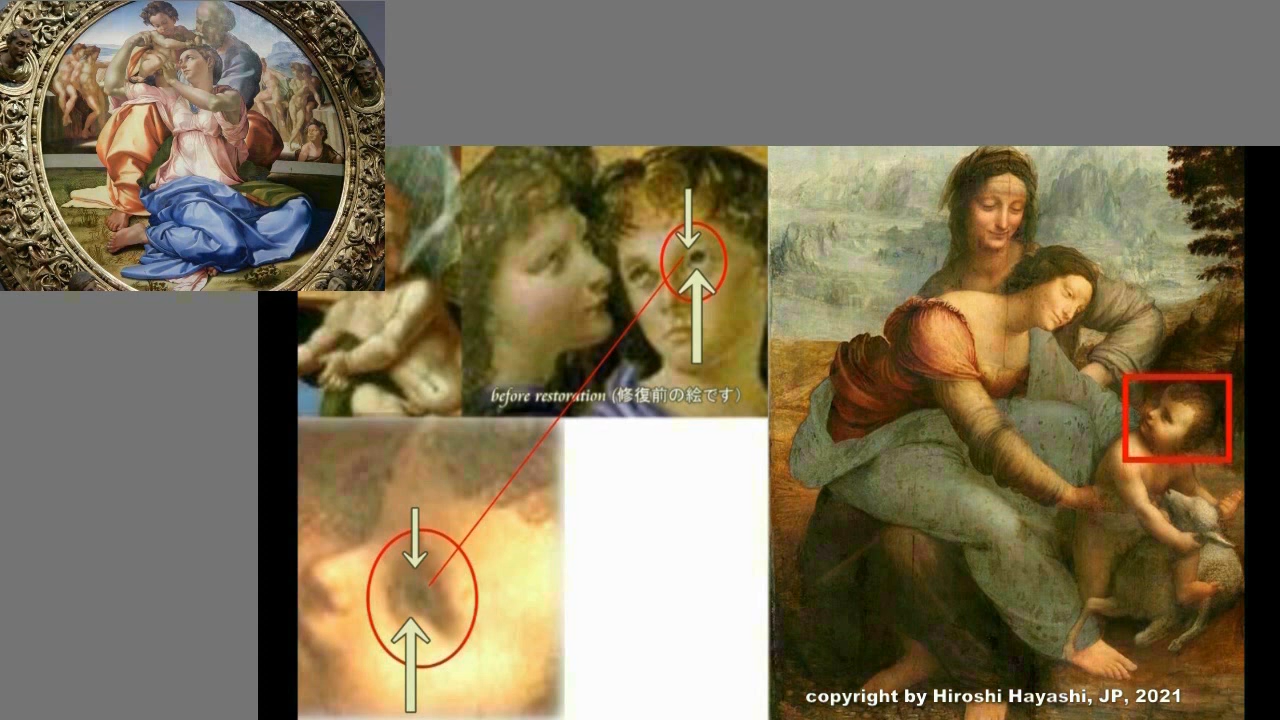 before restoration (修復前の絵です)
copyright by Hiroshi Hayashi, JP, 2021